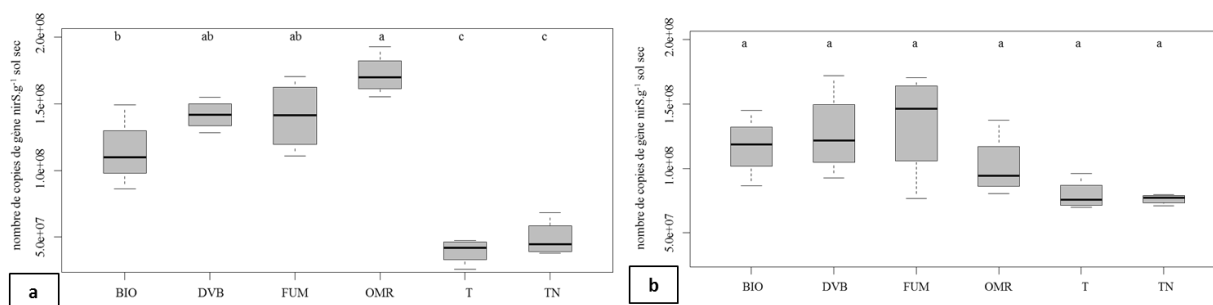 nombre de copies de gène nirS.g⁻¹ sol sec
2.0e+08
1.5e+08
1.0e+08
5.0e+07
b ab ab a c c
BIO DVB FUM OMR T TN
a
nombre de copies de gène nirS.g⁻¹ sol sec
2.0e+08
1.5e+08
1.0e+08
5.0e+07
a a a a a a
BIO DVB FUM OMR T TN
b